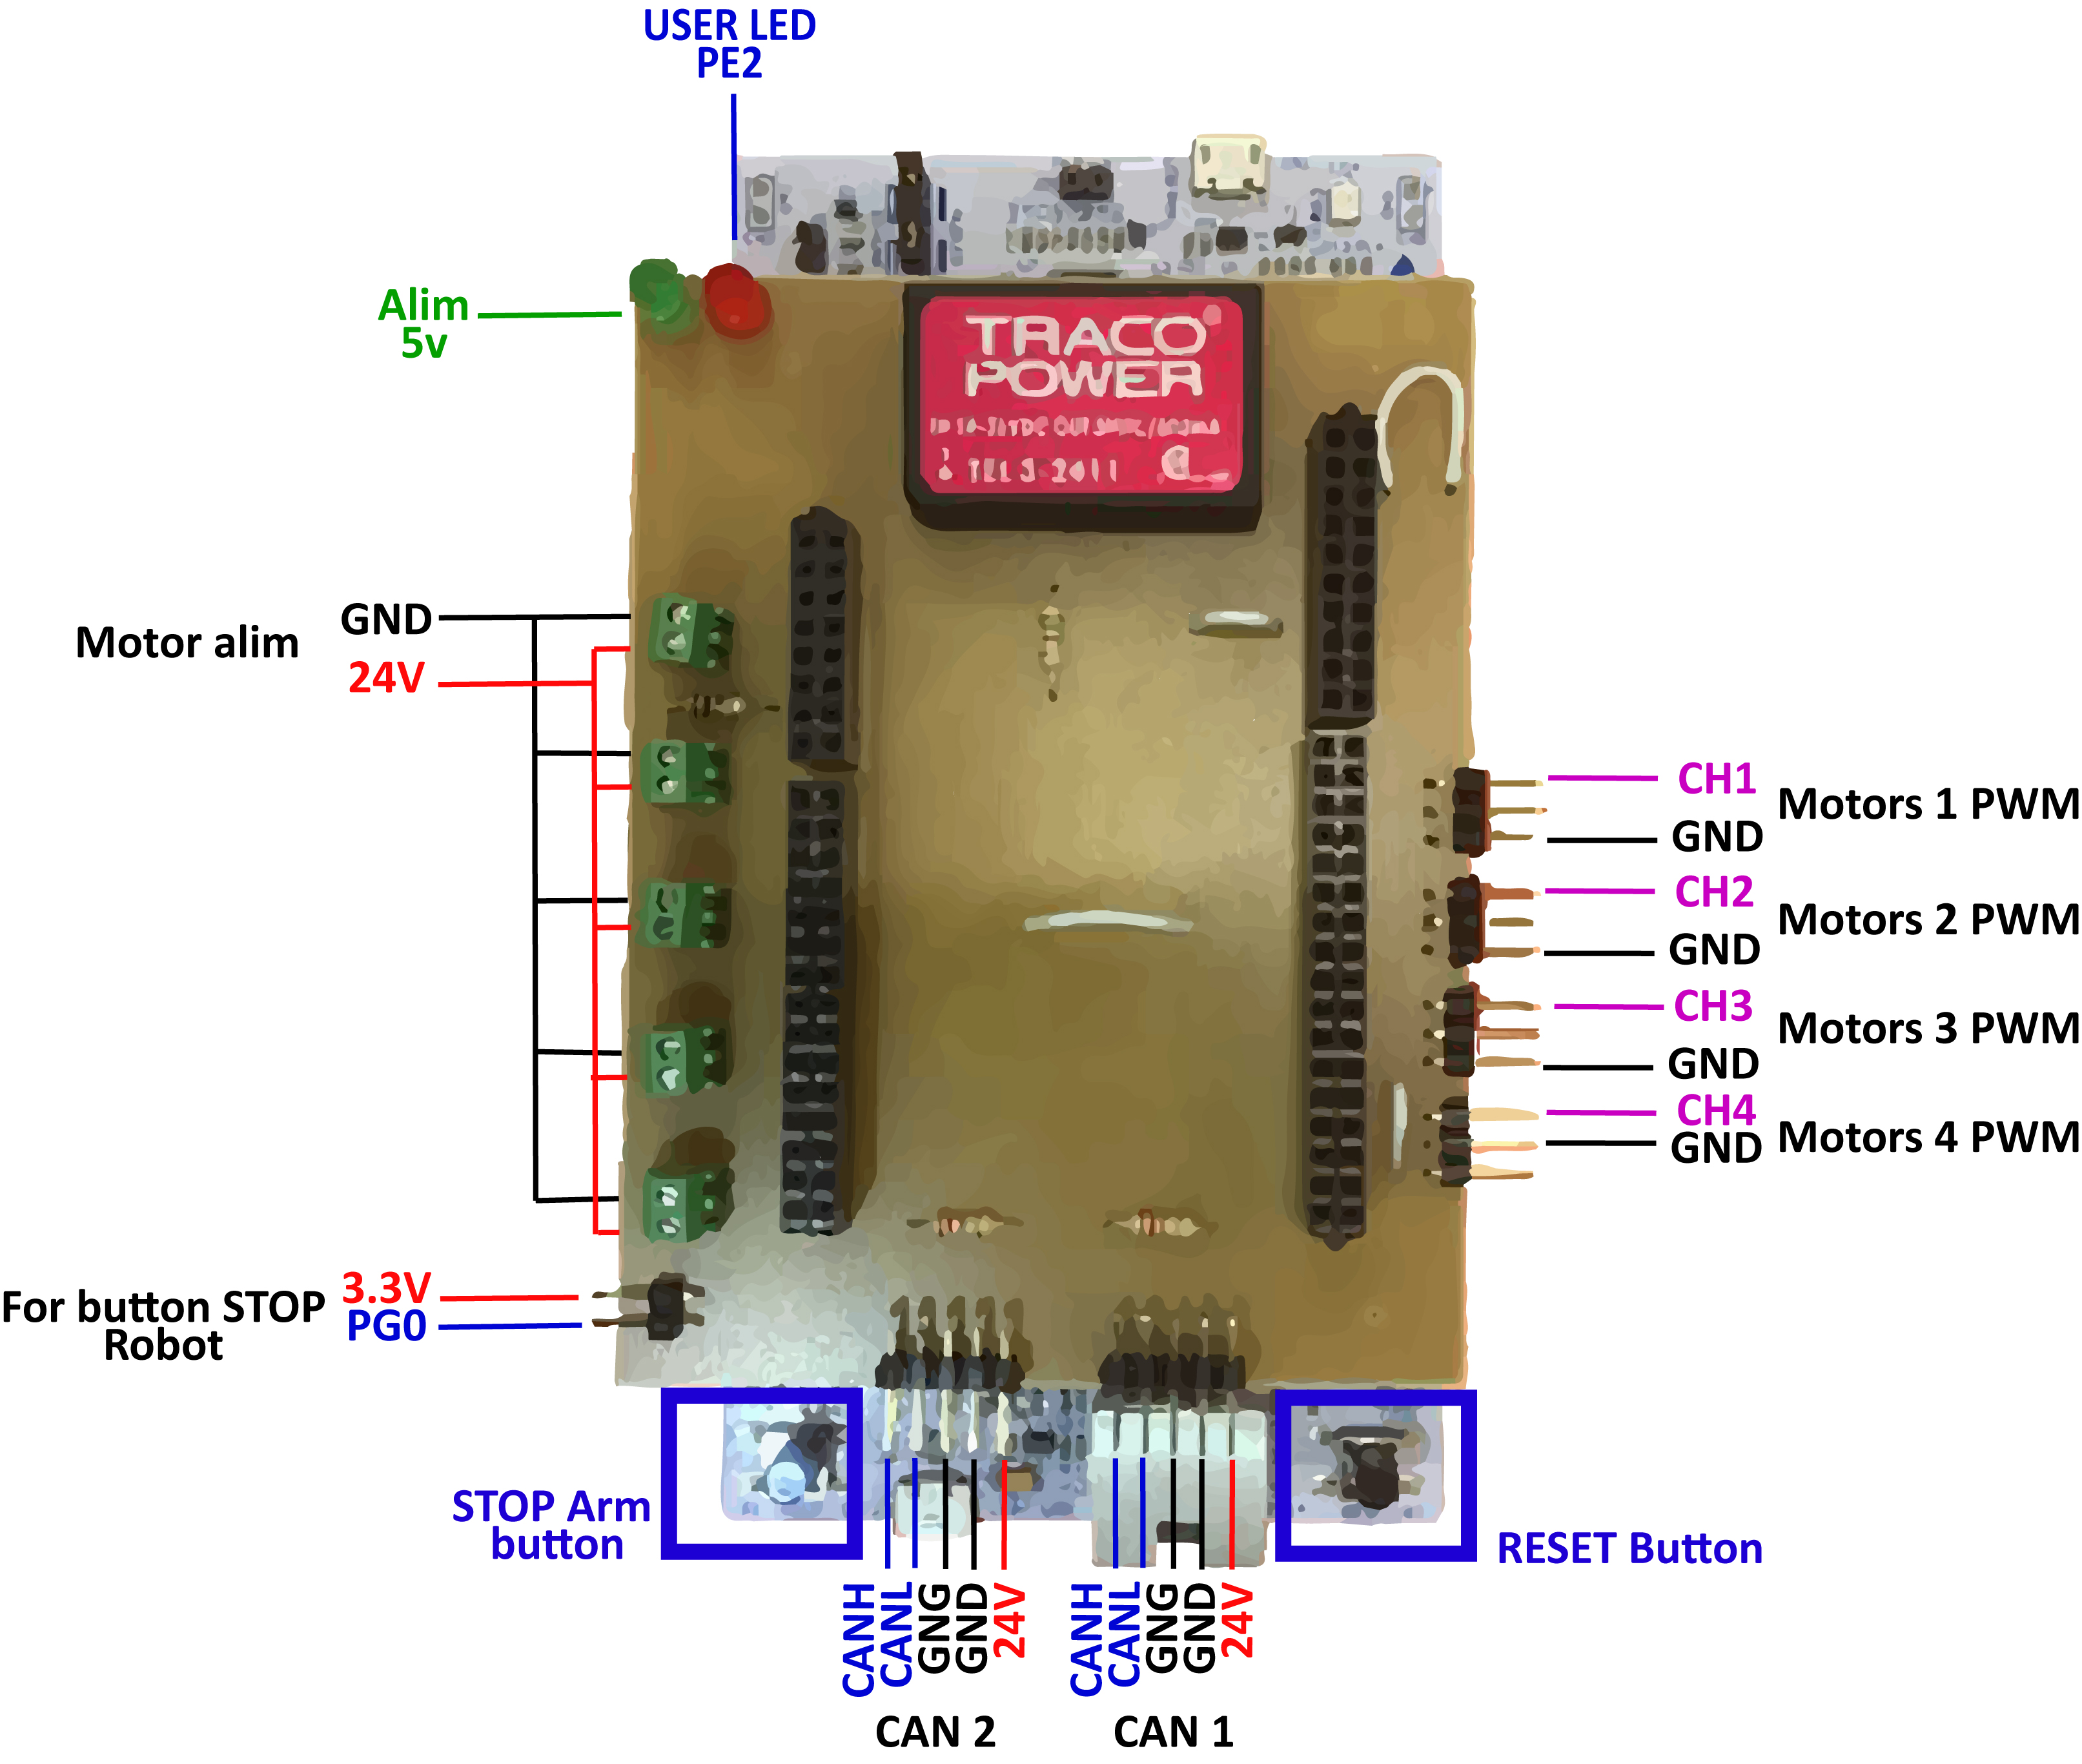 USER LED
PE2
Alim
5v
TRACO
POWER
Motor alim
GND
24V
CH1
GND
Motors 1 PWM
CH2
GND
Motors 2 PWM
CH3
GND
Motors 3 PWM
CH4
GND
Motors 4 PWM
For button STOP
Robot
3.3V
PG0
STOP Arm
button
RESET Button
CANH
CANL
GNG
GND
24V
CAN 2
CANH
CANL
GNG
GND
24V
CAN 1